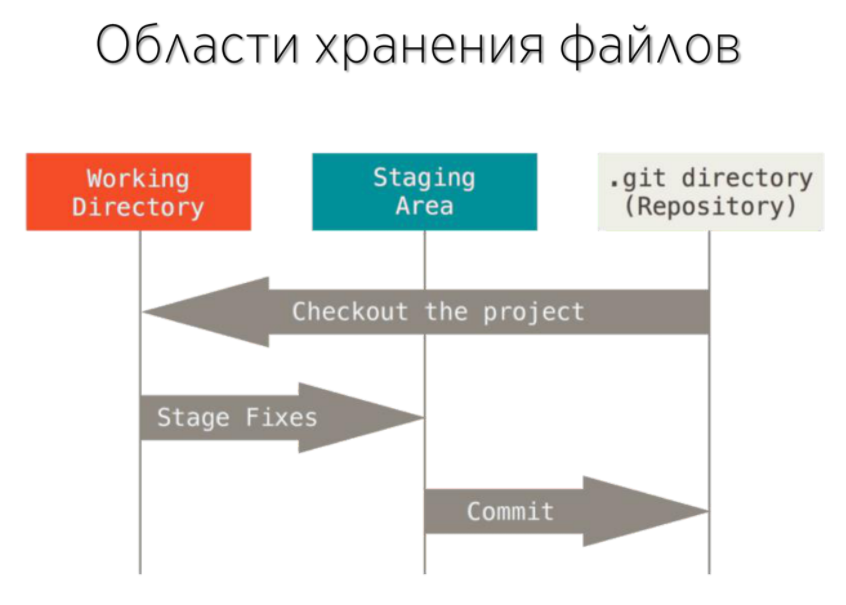 Области хранения файлов
Working
Directory
Staging
Area
.git directory
(Repository)
Checkout the project
Stage Fixes
Commit